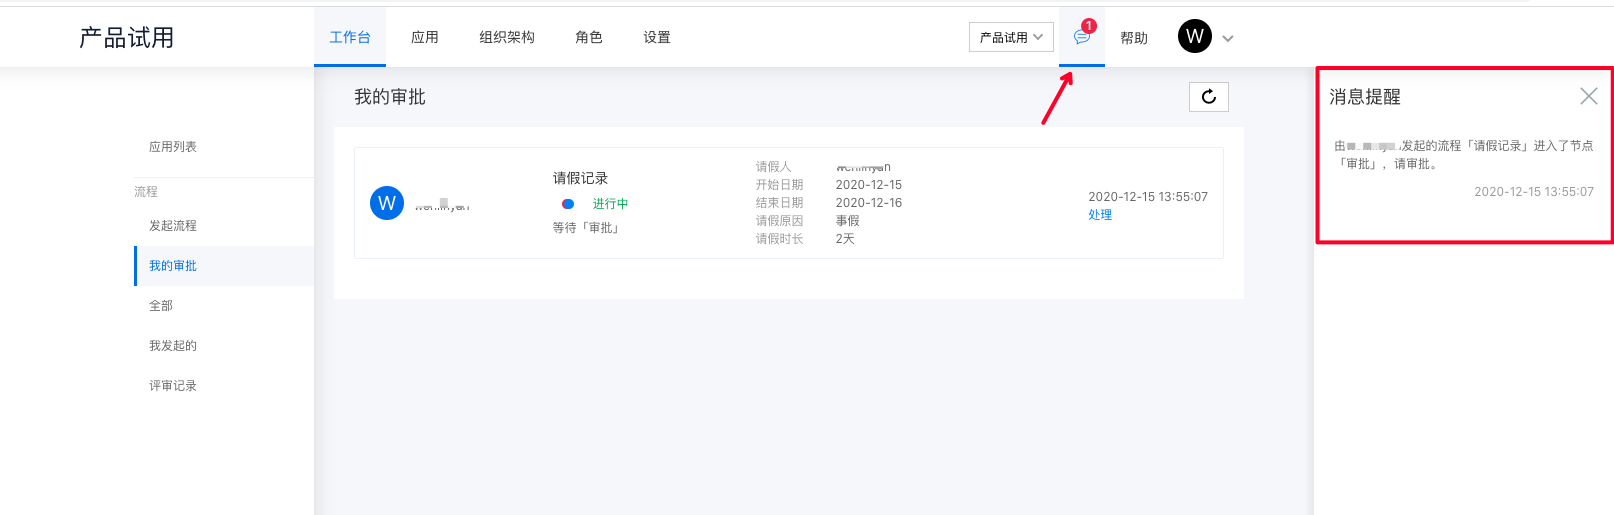 产品试用
工作台 应用 组织架构 角色 设置
产品试用
1
帮助
W
我的审批
消息提醒
应用列表
流程
发起流程
我的审批
全部
我发起的
评审记录
W
请假记录
进行中
等待「审批」
请假人
开始日期 2020-12-15
结束日期 2020-12-16
请假原因 事假
请假时长 2天
2020-12-15 13:55:07
处理
由 发起的流程「请假记录」进入了节点
「审批」，请审批。
2020-12-15 13:55:07